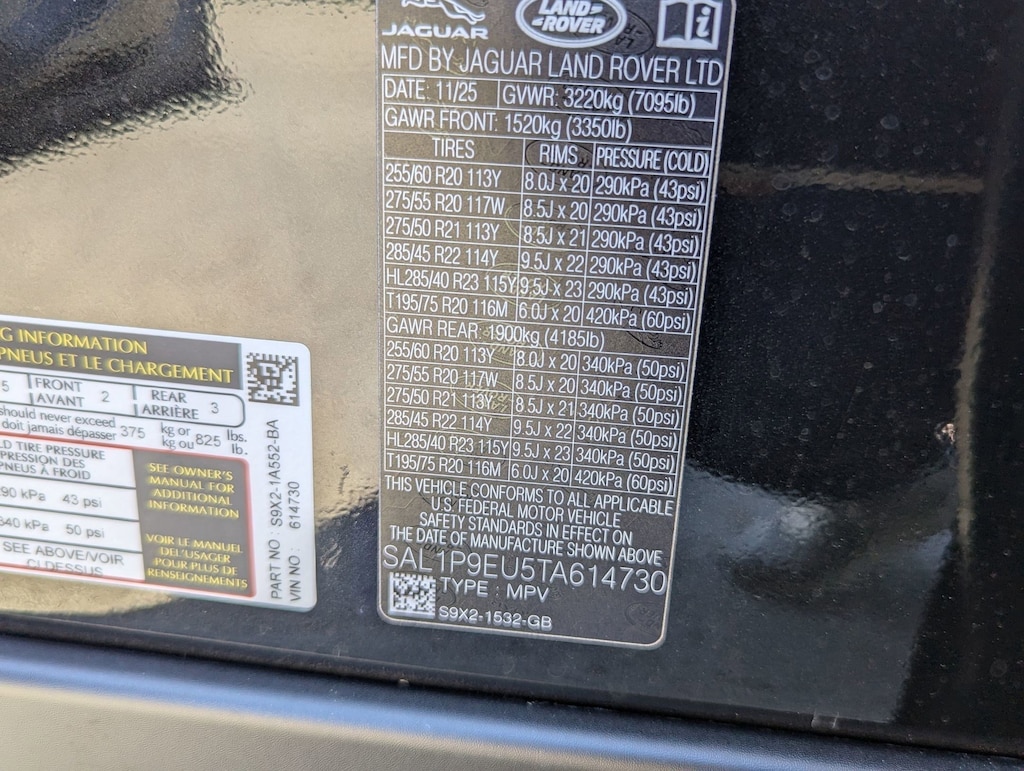 JAGUAR
LAND-
-ROVER
MFD BY JAGUAR LAND ROVER LTD
DATE: 11/25 GVWR: 3220kg (7095lb)
GAWR FRONT: 1520kg (3350lb)
TIRES RIMS PRESSURE (COLD)
255/60 R20 113Y 8.0J x 20 290kPa (43psi)
275/55 R20 117W 8.5J x 20 290kPa (43psi)
275/50 R21 113Y 8.5J x 21 290kPa (43psi)
285/45 R22 114Y 9.5J x 22 290kPa (43psi)
HL285/40 R23 115Y 9.5J x 23 290kPa (43psi)
T195/75 R20 116M 6.0J x 20 420kPa (60psi)
GAWR REAR: 1900kg (4185lb)
255/60 R20 113Y 8.0J x 20 340kPa (50psi)
275/55 R20 117W 8.5J x 20 340kPa (50psi)
275/50 R21 113Y 8.5J x 21 340kPa (50psi)
285/45 R22 114Y 9.5J x 22 340kPa (50psi)
HL285/40 R23 115Y 9.5J x 23 340kPa (50psi)
T195/75 R20 116M 6.0J x 20 420kPa (60psi)
THIS VEHICLE CONFORMS TO ALL APPLICABLE
U.S. FEDERAL MOTOR VEHICLE
SAFETY STANDARDS IN EFFECT ON
THE DATE OF MANUFACTURE SHOWN ABOVE
SAL1P9EU5TA614730
TYPE : MPV
S9X2-1532-GB
G INFORMATION
PNEUS ET LE CHARGEMENT
5 FRONT 2 REAR 3
AVANT ARRIÈRE
should never exceed 375 kg or 825 lbs.
doit jamais dépasser kg ou lb.
LD TIRE PRESSURE
PRESSION DES
PNEUS À FROID
290 kPa 43 psi
340 kPa 50 psi
SEE ABOVE/VOIR
CI DESSUS
SEE OWNER'S
MANUAL FOR
ADDITIONAL
INFORMATION
VOIR LE MANUEL
DE L'USAGER
POUR PLUS DE
RENSEIGNEMENTS
PART NO : S9X2-1A552-BA
VIN NO : 614730